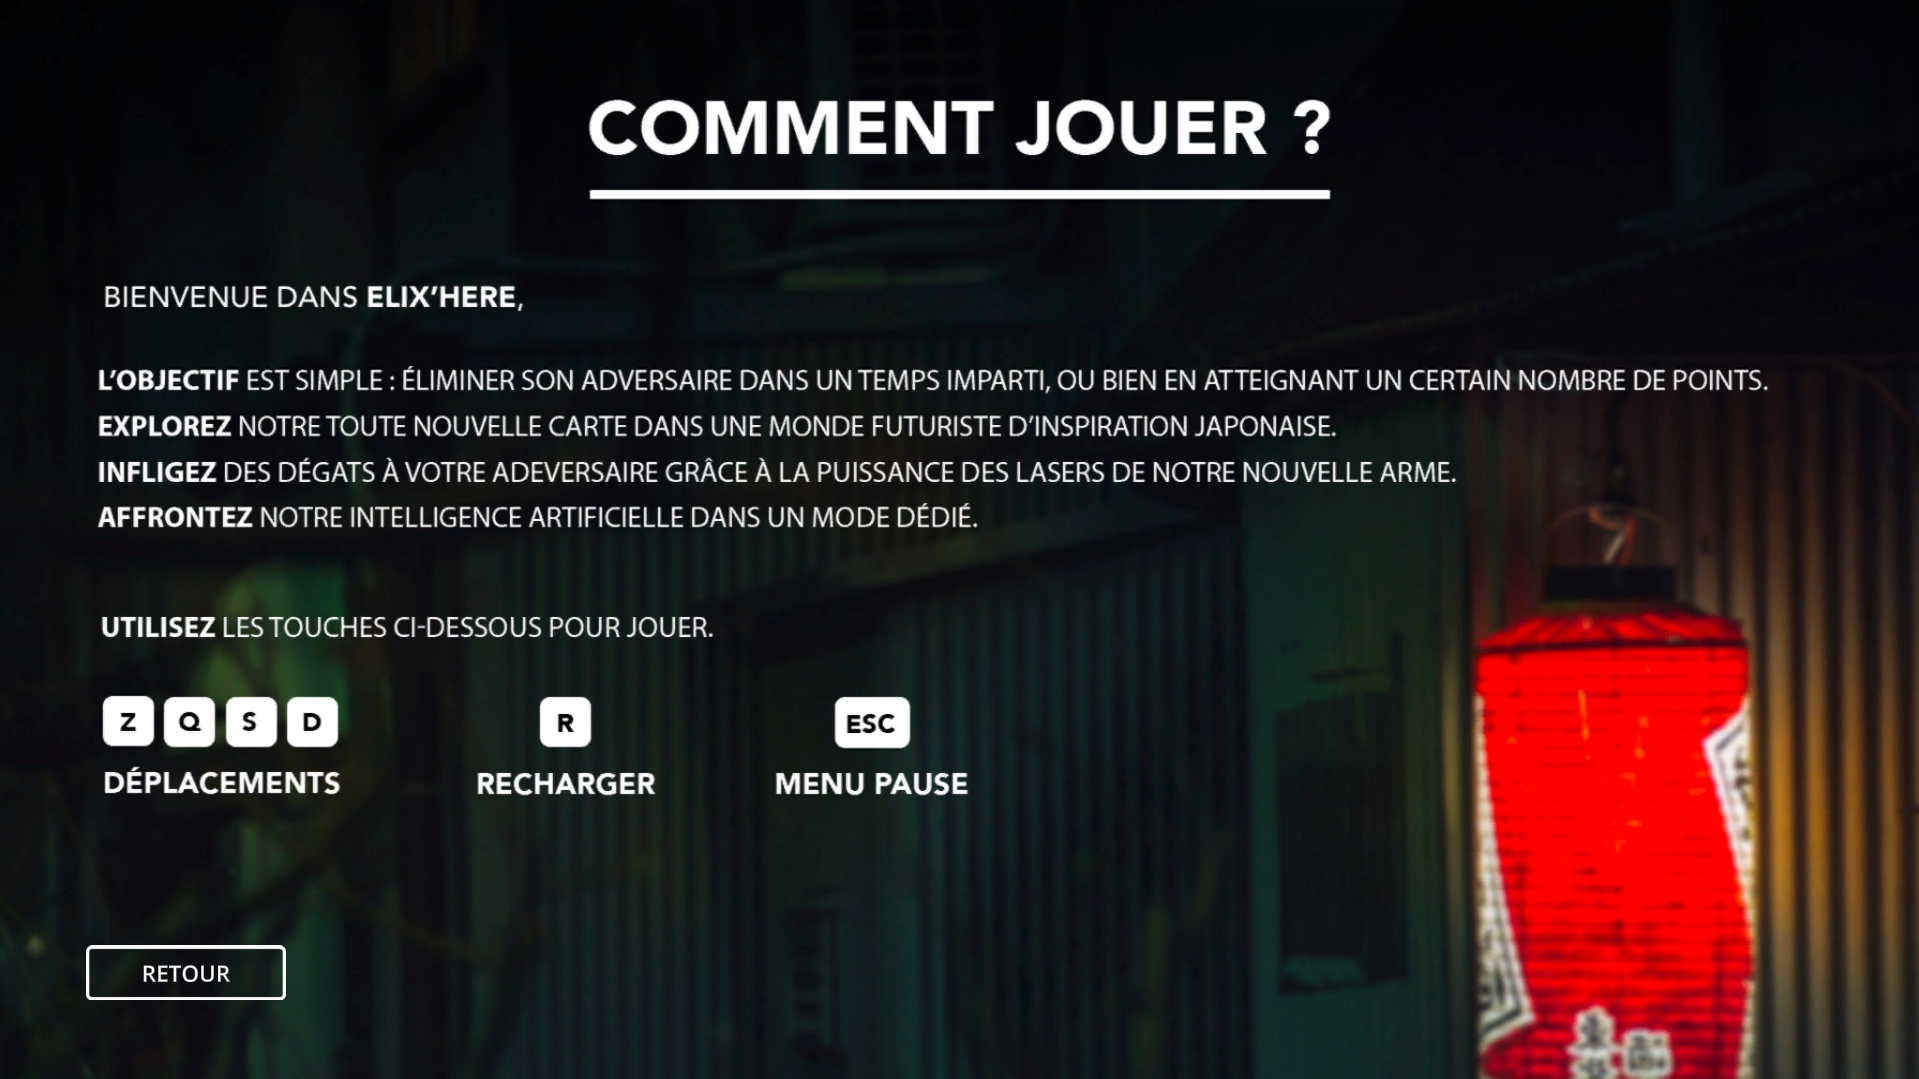 COMMENT JOUER ?
BIENVENUE DANS ELIX’HERE,
L’OBJECTIF EST SIMPLE : ÉLIMINER SON ADVERSAIRE DANS UN TEMPS IMPARTI, OU BIEN EN ATTEIGNANT UN CERTAIN NOMBRE DE POINTS.
EXPLOREZ NOTRE TOUTE NOUVELLE CARTE DANS UNE MONDE FUTURISTE D’INSPIRATION JAPONAISE.
INFLIGEZ DES DÉGATS À VOTRE ADEVERSAIRE GRÂCE À LA PUISSANCE DES LASERS DE NOTRE NOUVELLE ARME.
AFFRONTEZ NOTRE INTELLIGENCE ARTIFICIELLE DANS UN MODE DÉDIÉ.
UTILISEZ LES TOUCHES CI-DESSOUS POUR JOUER.
Z Q S D R ESC
DÉPLACEMENTS RECHARGER MENU PAUSE
RETOUR